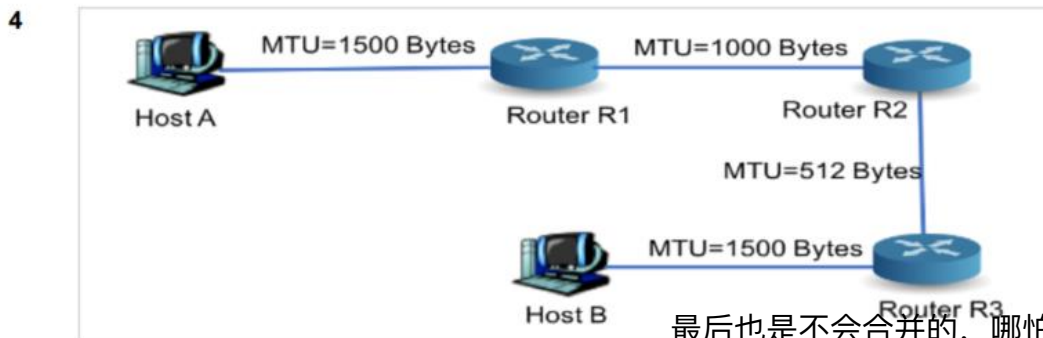 4
MTU=1500 Bytes
MTU=1000 Bytes
Host A
Router R1
Router R2
MTU=512 Bytes
MTU=1500 Bytes
Host B
Router R3
最后也是不会合并的，哪怕